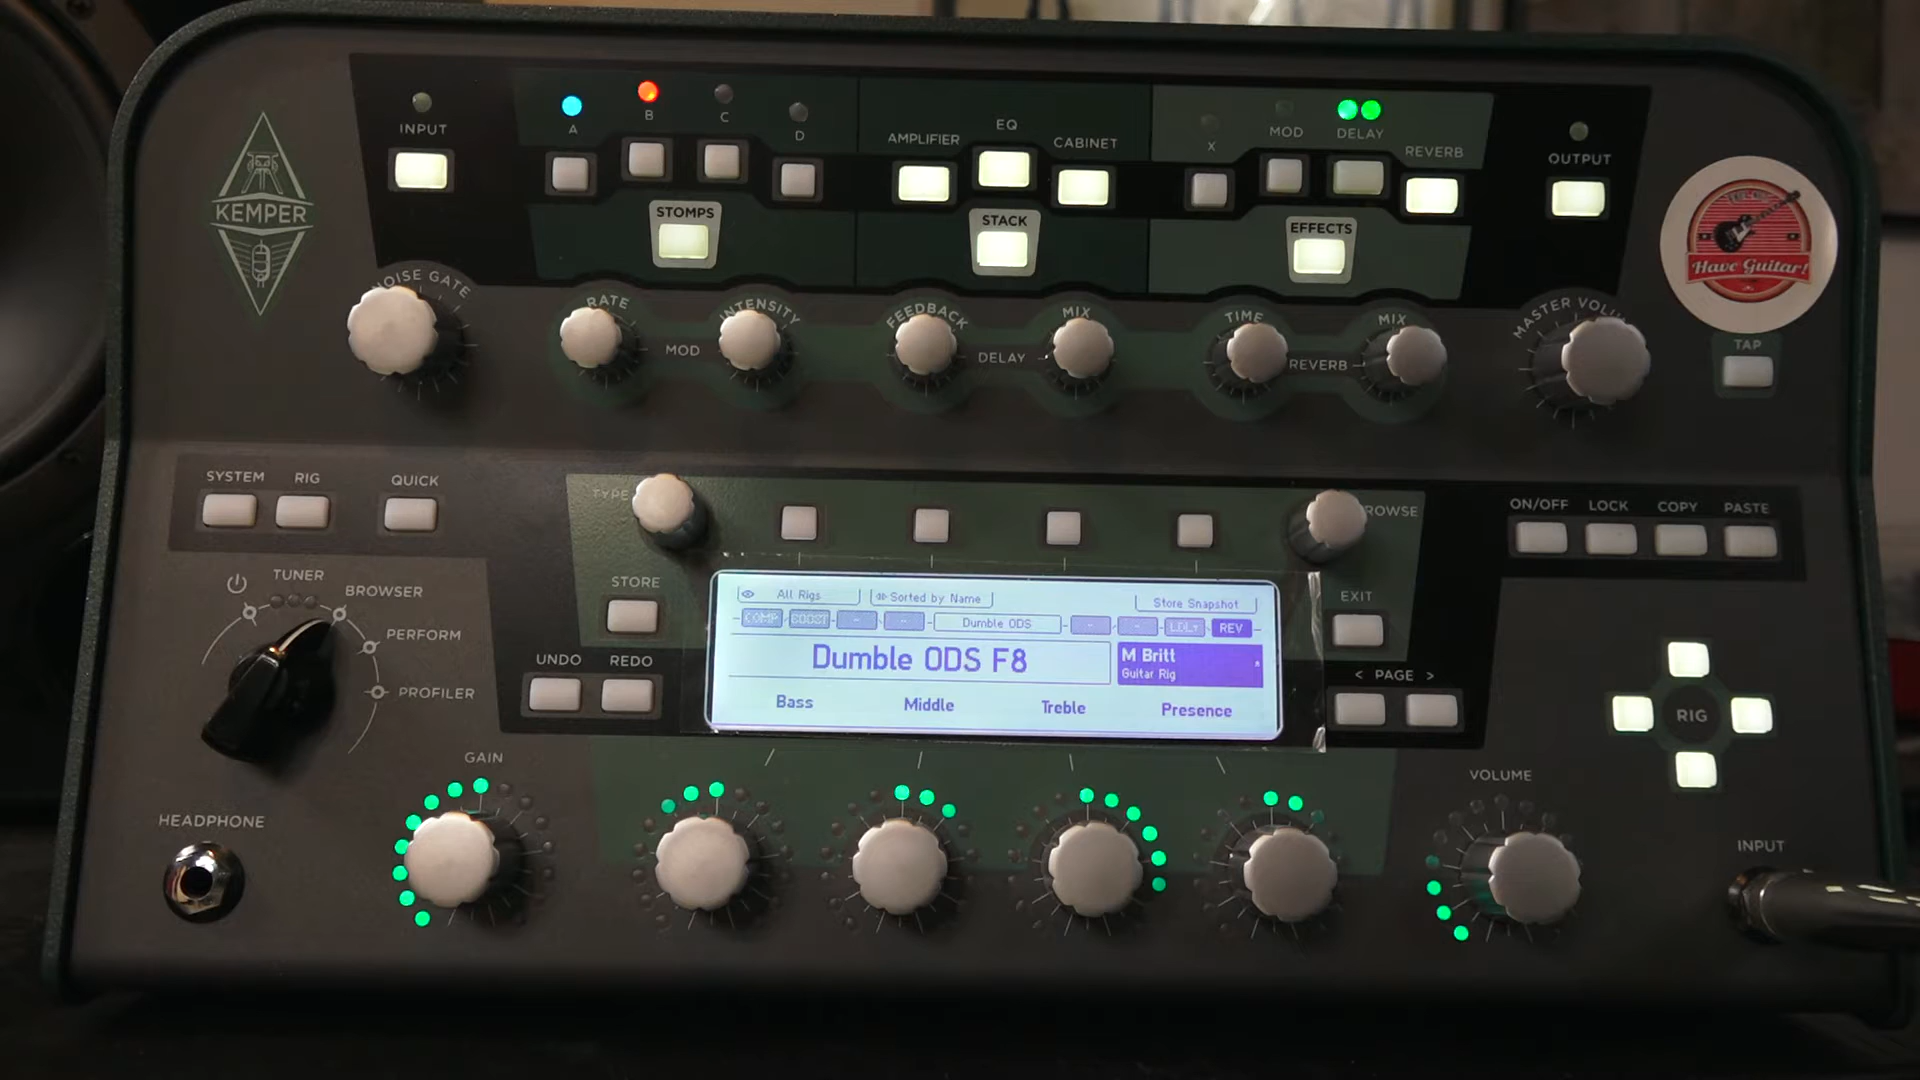 INPUT
A
B
C
D
AMPLIFIER
EQ
CABINET
X
MOD
DELAY
REVERB
OUTPUT
KEMPER
STOMPS
STACK
EFFECTS
Have Guitar!
NOISE GATE
RATE
MOD
INTENSITY
FEEDBACK
DELAY
MIX
TIME
REVERB
MIX
MASTER VOLU
TAP
SYSTEM
RIG
QUICK
TYPE
ROWSE
ON/OFF
LOCK
COPY
PASTE
TUNER
BROWSER
PERFORM
PROFILER
STORE
UNDO
REDO
All Rigs
Sorted by Name
Store Snapshot
COMP BOOST - - Dumble ODS - - REV
Dumble ODS F8
M Britt
Guitar Rig
Bass Middle Treble Presence
EXIT
< PAGE >
RIG
GAIN
VOLUME
HEADPHONE
INPUT